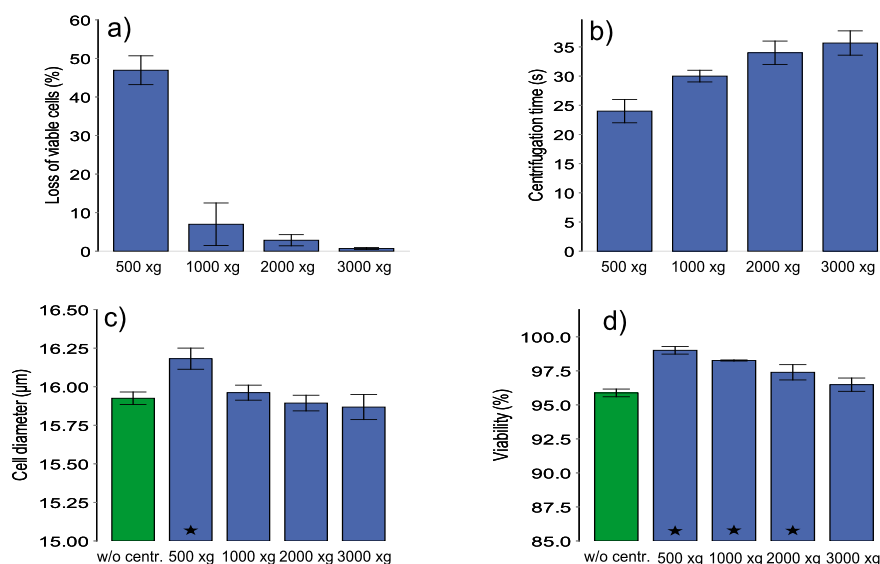 a)
Loss of viable cells (%)
60
50
40
30
20
10
0
500 xg 1000 xg 2000 xg 3000 xg
b)
Centrifugation time (s)
35
30
25
20
15
10
5
0
500 xg 1000 xg 2000 xg 3000 xg
c)
Cell diameter (µm)
16.50
16.25
16.00
15.75
15.50
15.25
15.00
w/o centr. 500 xg 1000 xg 2000 xg 3000 xg
d)
Viability (%)
100.0
97.5
95.0
92.5
90.0
87.5
85.0
w/o centr. 500 xg 1000 xg 2000 xg 3000 xg